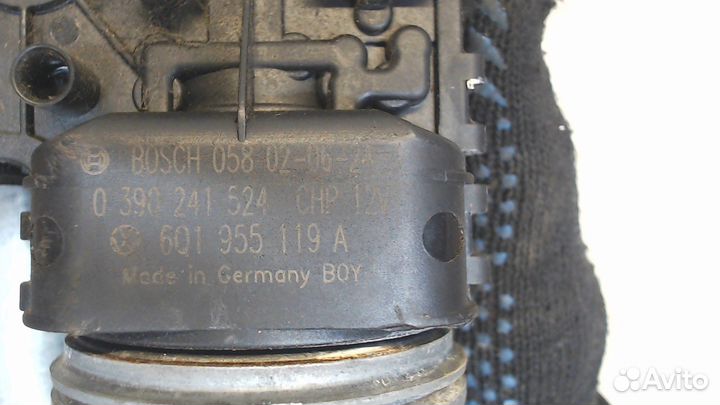 BOSCH 058 02-06-24
0 390 241 524 CHP 12V
6Q1 955 119 A
Made in Germany BOY
Avito